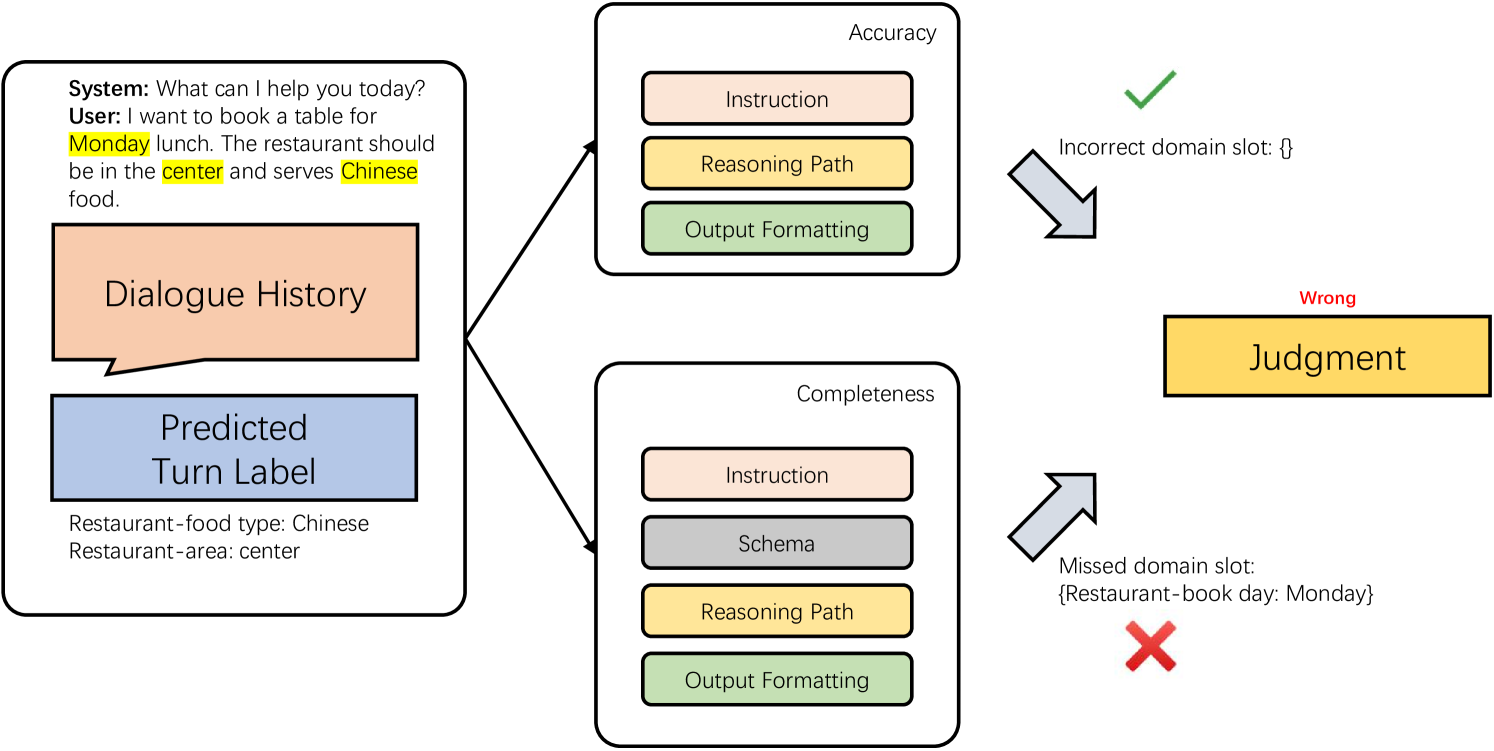 System: What can I help you today?
User: I want to book a table for
Monday lunch. The restaurant should
be in the center and serves Chinese
food.
Dialogue History
Predicted
Turn Label
Restaurant-food type: Chinese
Restaurant-area: center
Accuracy
Instruction
Reasoning Path
Output Formatting
Completeness
Instruction
Schema
Reasoning Path
Output Formatting
Incorrect domain slot: {}
Wrong
Judgment
Missed domain slot:
{Restaurant-book day: Monday}